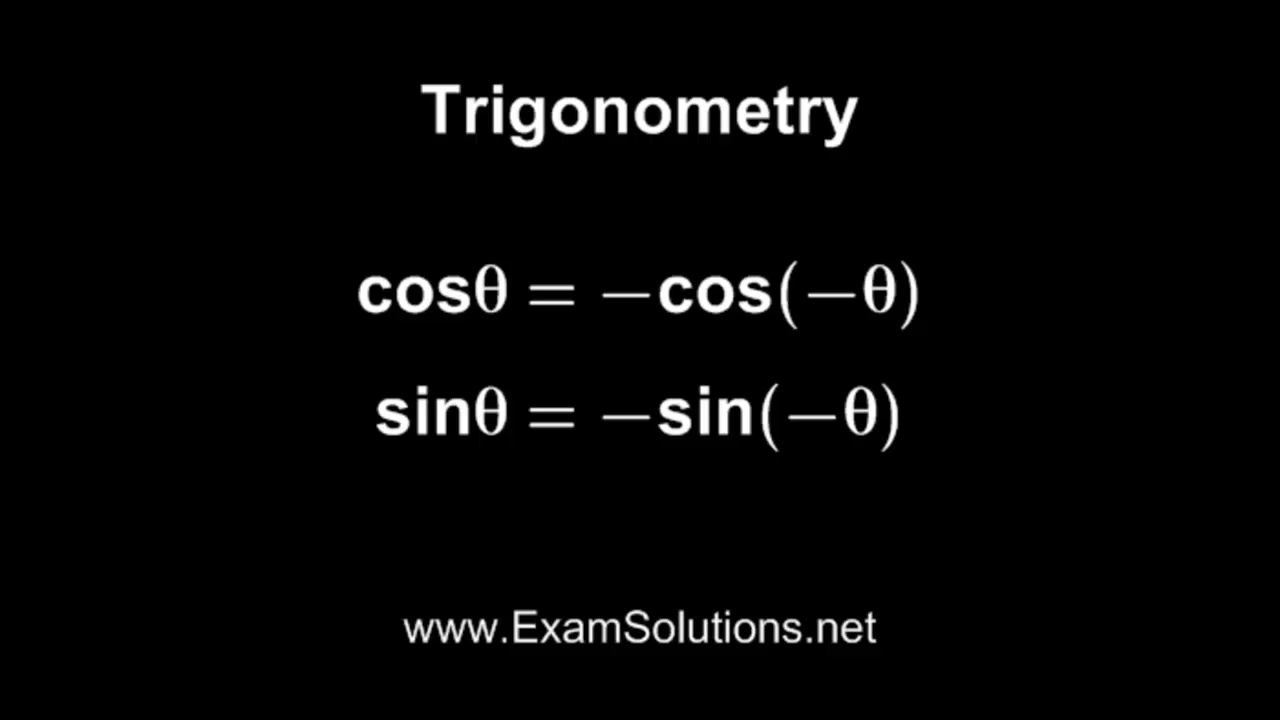 Trigonometry
cosθ = −cos(−θ)
sinθ = −sin(−θ)
www.ExamSolutions.net